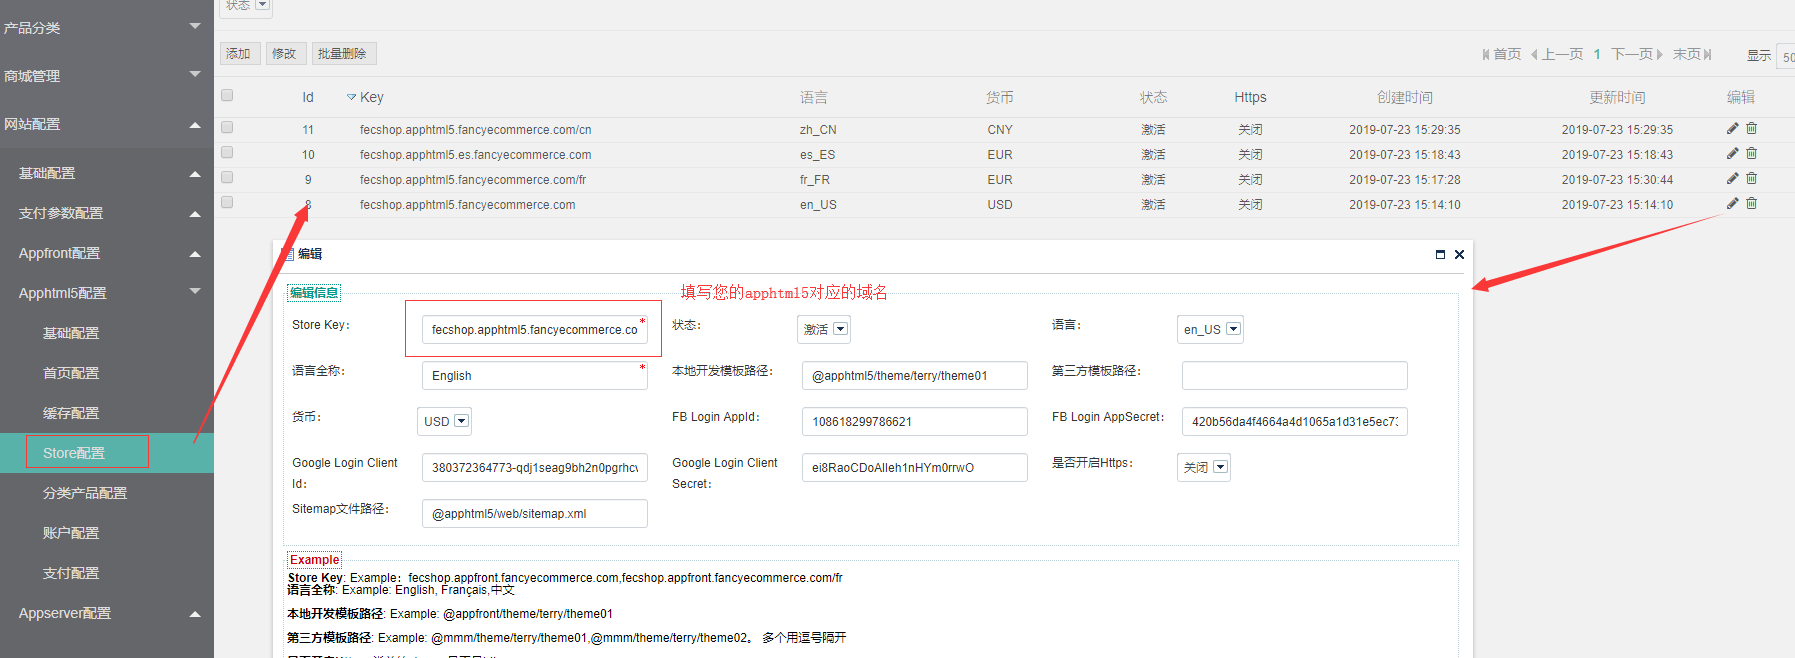 产品分类
商城管理
网站配置
基础配置
支付参数配置
Appfront配置
Apphtml5配置
基础配置
首页配置
缓存配置
Store配置
分类产品配置
账户配置
支付配置
Appserver配置
状态
添加 修改 批量删除 首页 上一页 1 下一页 末页 显示 50
Id Key 语言 货币 状态 Https 创建时间 更新时间 编辑
11 fecshop.apphtml5.fancyecommerce.com/cn zh_CN CNY 激活 关闭 2019-07-23 15:29:35 2019-07-23 15:29:35
10 fecshop.apphtml5.es.fancyecommerce.com es_ES EUR 激活 关闭 2019-07-23 15:18:43 2019-07-23 15:18:43
9 fecshop.apphtml5.fancyecommerce.com/fr fr_FR EUR 激活 关闭 2019-07-23 15:17:28 2019-07-23 15:30:44
8 fecshop.apphtml5.fancyecommerce.com en_US USD 激活 关闭 2019-07-23 15:14:10 2019-07-23 15:14:10
编辑
编辑信息 填写您的apphtml5对应的域名
Store Key: fecshop.apphtml5.fancyecommerce.co * 状态: 激活 语言: en_US
语言全称: English * 本地开发模板路径: @apphtml5/theme/terry/theme01 第三方模板路径:
货币: USD FB Login AppId: 108618299786621 FB Login AppSecret: 420b56da4f4664a4d1065a1d31e5ec73
Google Login Client Id: 380372364773-qdj1seag9bh2n0pgrhcv Google Login Client Secret: ei8RaoCDoAlleh1nHYm0rrwO 是否开启Https: 关闭
Sitemap文件路径: @apphtml5/web/sitemap.xml
Example
Store Key: Example：fecshop.appfront.fancyecommerce.com,fecshop.appfront.fancyecommerce.com/fr
语言全称: Example: English, Français,中文
本地开发模板路径: Example: @appfront/theme/terry/theme01
第三方模板路径: Example: @mmm/theme/terry/theme01,@mmm/theme/terry/theme02。 多个用逗号隔开